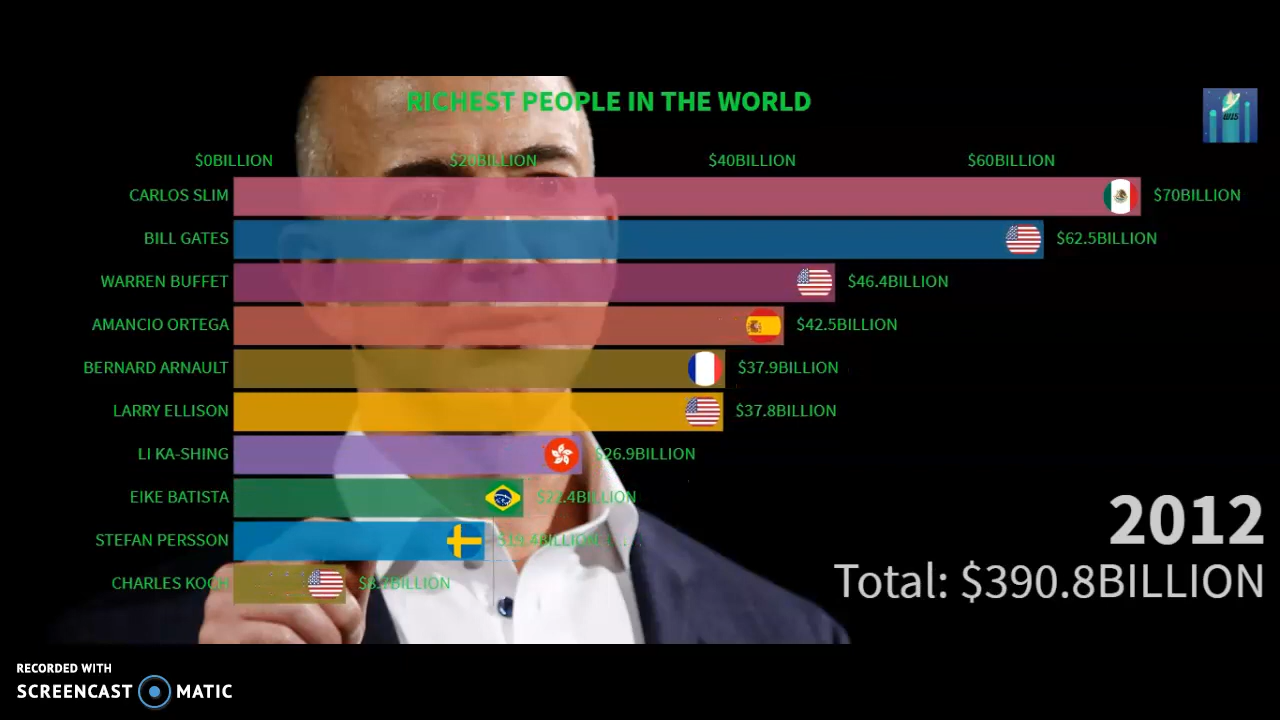 RICHEST PEOPLE IN THE WORLD
$0BILLION $20BILLION $40BILLION $60BILLION
CARLOS SLIM $70BILLION
BILL GATES $62.5BILLION
WARREN BUFFET $46.4BILLION
AMANCIO ORTEGA $42.5BILLION
BERNARD ARNAULT $37.9BILLION
LARRY ELLISON $37.8BILLION
LI KA-SHING $26.9BILLION
EIKE BATISTA $22.4BILLION
STEFAN PERSSON $19.4BILLION
CHARLES KOCH
2012
Total: $390.8BILLION
RECORDED WITH
SCREENCAST MATIC